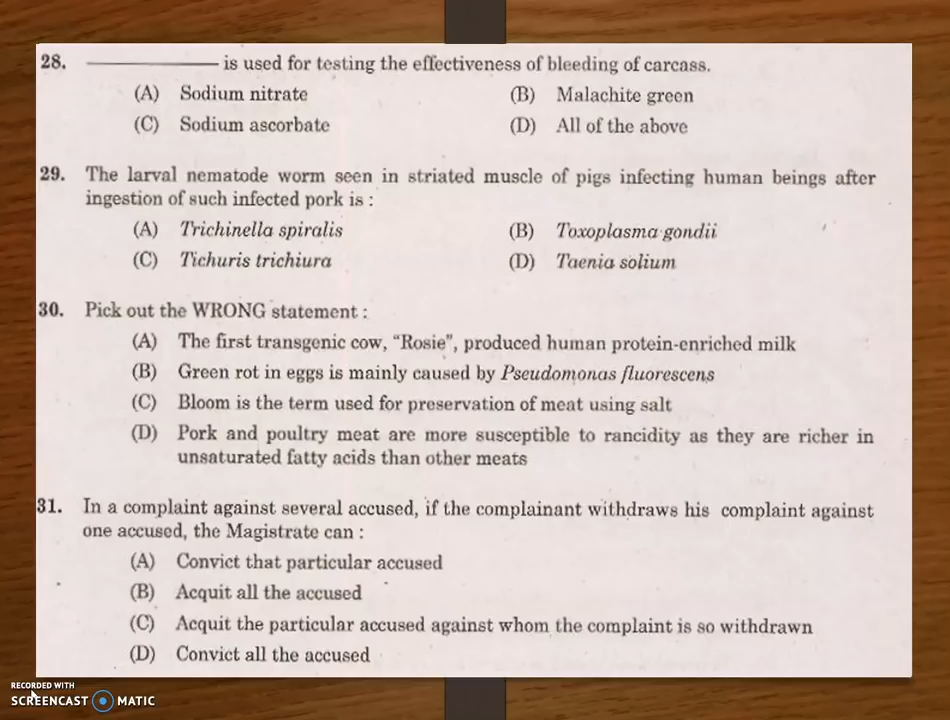 28. ____________ is used for testing the effectiveness of bleeding of carcass.
(A) Sodium nitrate (B) Malachite green
(C) Sodium ascorbate (D) All of the above
29. The larval nematode worm seen in striated muscle of pigs infecting human beings after
ingestion of such infected pork is :
(A) Trichinella spiralis (B) Toxoplasma gondii
(C) Tichuris trichiura (D) Taenia solium
30. Pick out the WRONG statement :
(A) The first transgenic cow, “Rosie”, produced human protein-enriched milk
(B) Green rot in eggs is mainly caused by Pseudomonas fluorescens
(C) Bloom is the term used for preservation of meat using salt
(D) Pork and poultry meat are more susceptible to rancidity as they are richer in
unsaturated fatty acids than other meats
31. In a complaint against several accused, if the complainant withdraws his complaint against
one accused, the Magistrate can :
(A) Convict that particular accused
(B) Acquit all the accused
(C) Acquit the particular accused against whom the complaint is so withdrawn
(D) Convict all the accused
RECORDED WITH
SCREENCAST MATIC